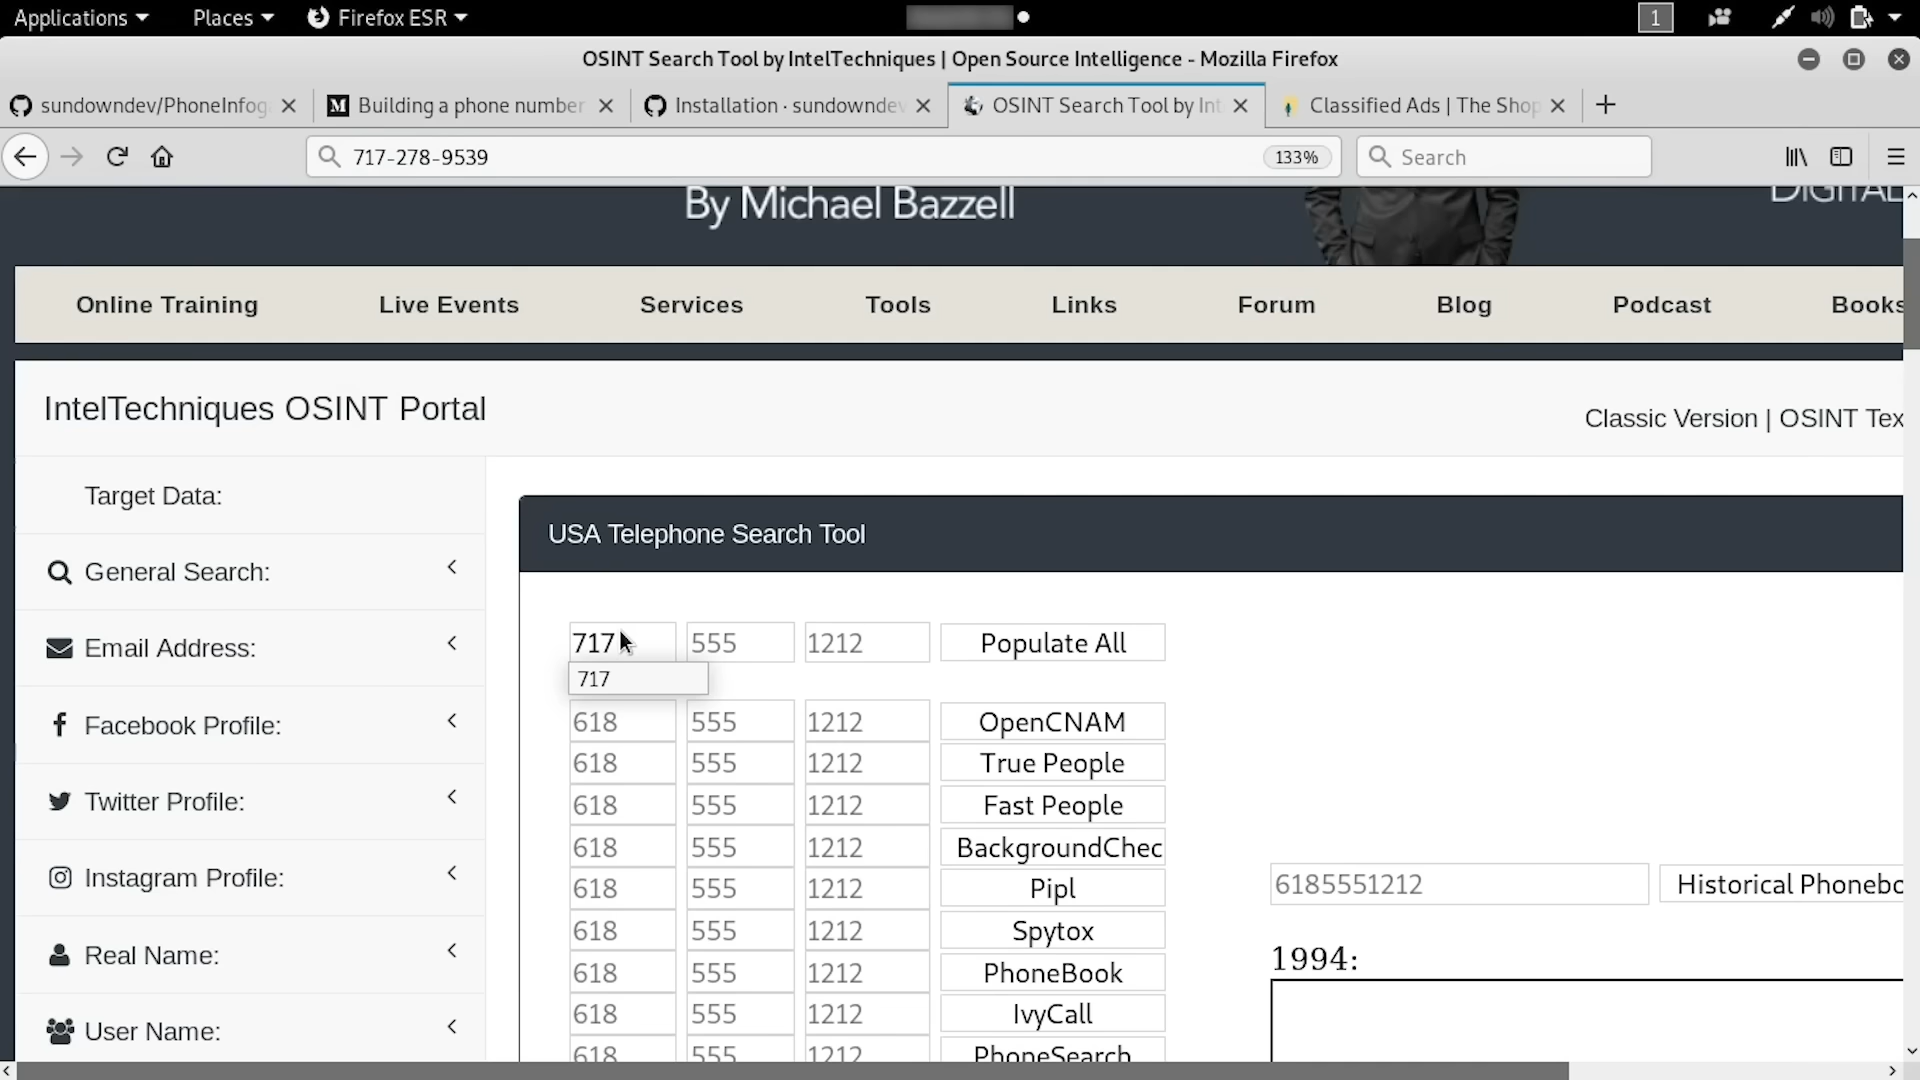 Applications Places Firefox ESR 1
OSINT Search Tool by IntelTechniques | Open Source Intelligence - Mozilla Firefox
sundowndev/PhoneInfog Building a phone number Installation · sundowndev OSINT Search Tool by Int Classified Ads | The Shop
717-278-9539 133% Search
By Michael Bazzell DIGITAL
Online Training Live Events Services Tools Links Forum Blog Podcast Books
IntelTechniques OSINT Portal
Classic Version | OSINT Tex
Target Data:
General Search:
Email Address:
Facebook Profile:
Twitter Profile:
Instagram Profile:
Real Name:
User Name:
USA Telephone Search Tool
717 555 1212 Populate All
717
618 555 1212 OpenCNAM
618 555 1212 True People
618 555 1212 Fast People
618 555 1212 BackgroundChec
618 555 1212 Pipl
618 555 1212 Spytox
618 555 1212 PhoneBook
618 555 1212 IvyCall
618 555 1212 PhoneSearch
6185551212 Historical Phonebo
1994: